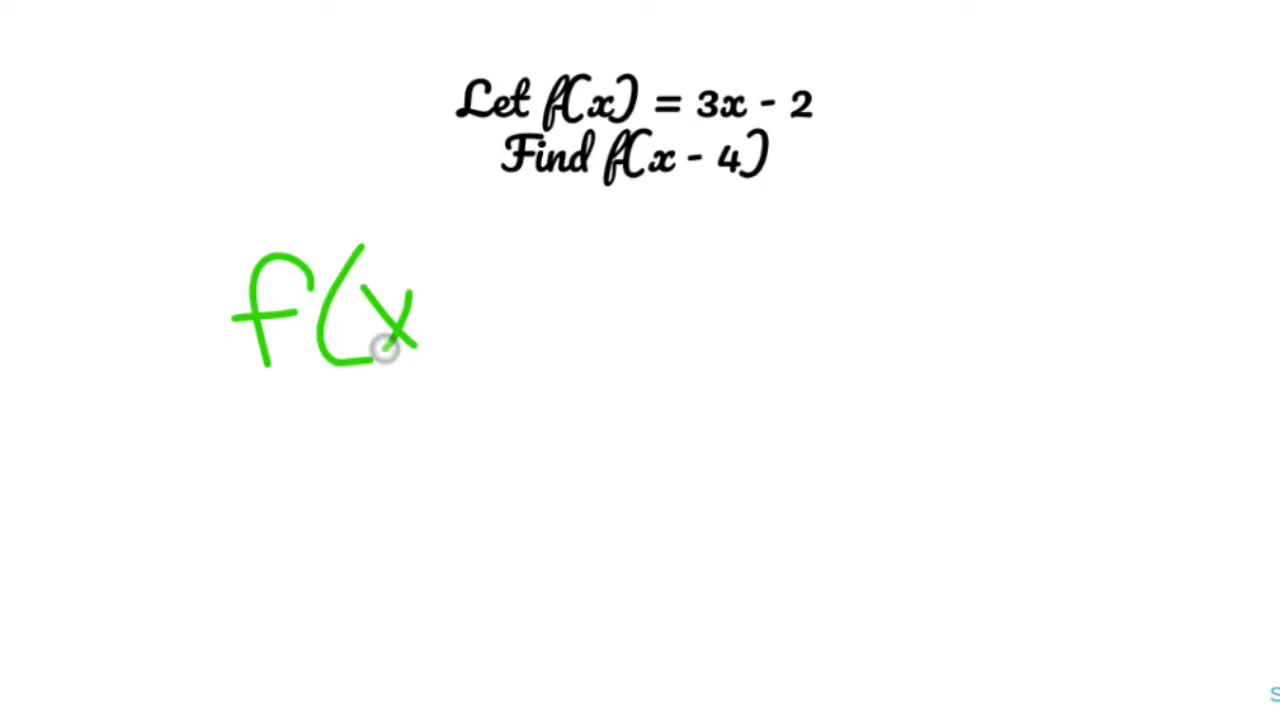 Let f(x) = 3x - 2
Find f(x - 4)
f(x
s